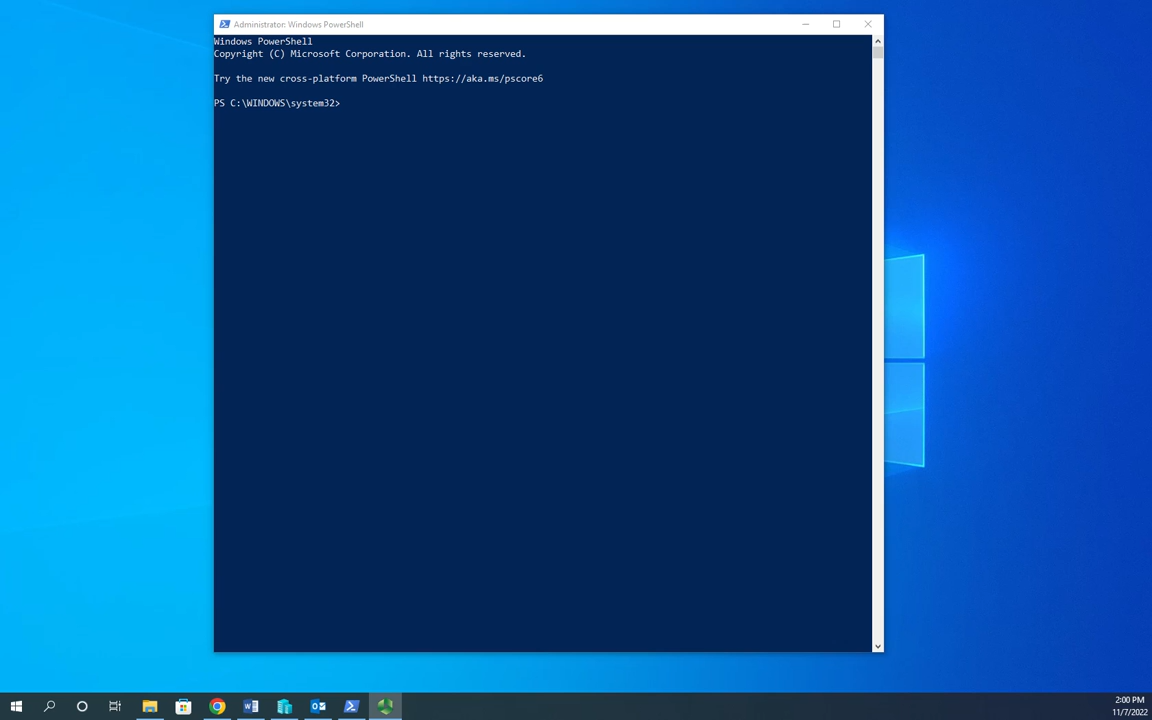 Administrator: Windows PowerShell
Windows PowerShell
Copyright (C) Microsoft Corporation. All rights reserved.
Try the new cross-platform PowerShell https://aka.ms/pscore6
PS C:\WINDOWS\system32>
2:00 PM
11/7/2022